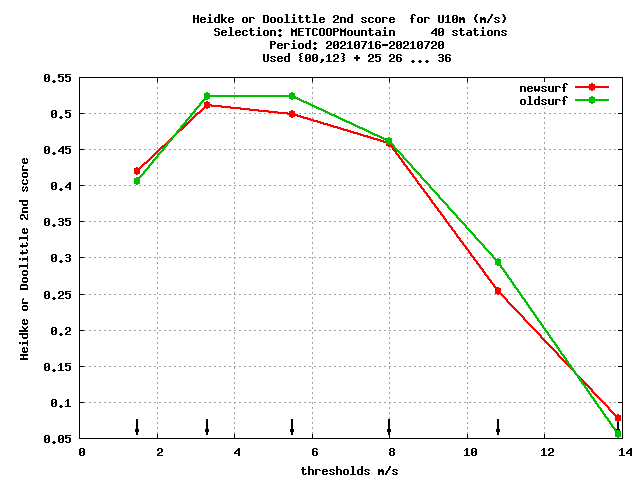 Heidke or Doolittle 2nd score  for U10m (m/s)
Selection: METCOOPMountain     40 stations
Period: 20210716-20210720
Used {00,12} + 25 26 ... 36
newsurf
oldsurf
Heidke or Doolittle 2nd score
0.55
0.5
0.45
0.4
0.35
0.3
0.25
0.2
0.15
0.1
0.05
0 2 4 6 8 10 12 14
thresholds m/s